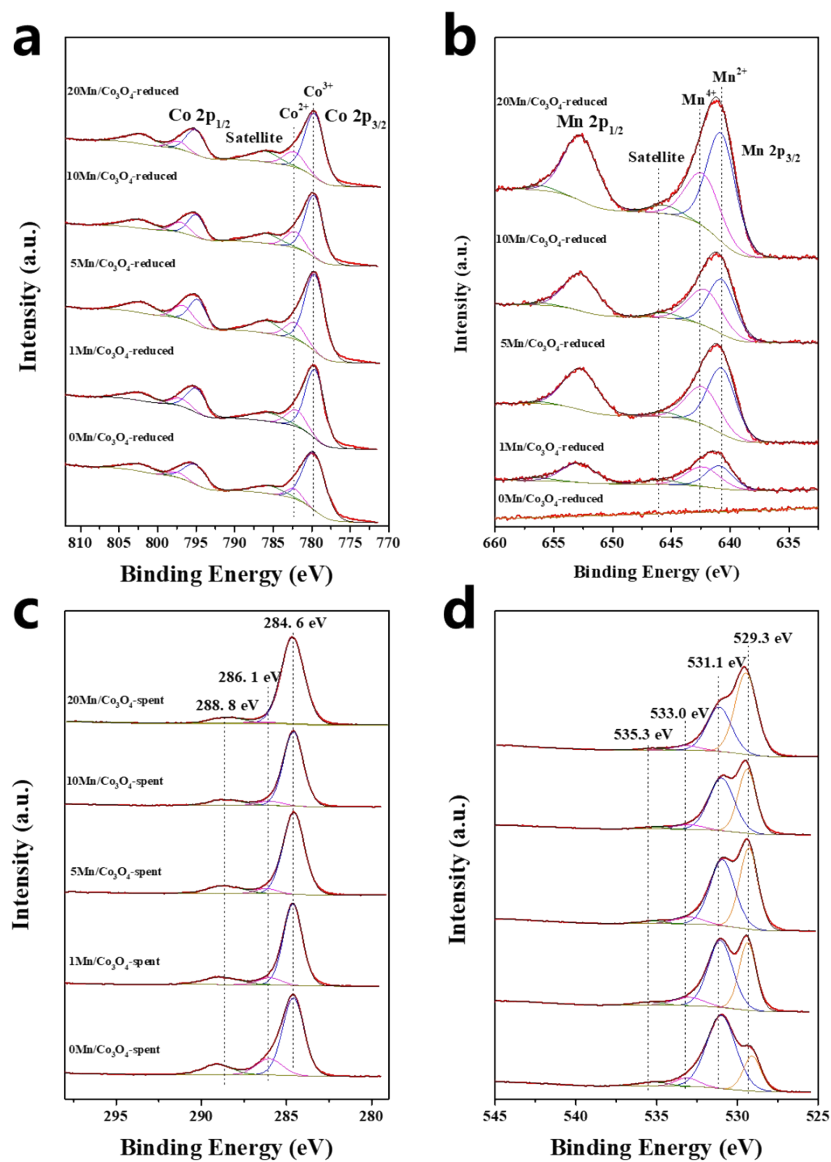 a
20Mn/Co₃O₄-reduced
Co 2p₁/₂
Satellite
Co²⁺
Co³⁺
Co 2p₃/₂
10Mn/Co₃O₄-reduced
5Mn/Co₃O₄-reduced
1Mn/Co₃O₄-reduced
0Mn/Co₃O₄-reduced
Intensity (a.u.)
810 805 800 795 790 785 780 775 770
Binding Energy (eV)
b
20Mn/Co₃O₄-reduced
Mn 2p₁/₂
Satellite
Mn⁴⁺
Mn²⁺
Mn 2p₃/₂
10Mn/Co₃O₄-reduced
5Mn/Co₃O₄-reduced
1Mn/Co₃O₄-reduced
0Mn/Co₃O₄-reduced
Intensity (a.u.)
660 655 650 645 640 635
Binding Energy (eV)
c
284. 6 eV
286. 1 eV
288. 8 eV
20Mn/Co₃O₄-spent
10Mn/Co₃O₄-spent
5Mn/Co₃O₄-spent
1Mn/Co₃O₄-spent
0Mn/Co₃O₄-spent
Intensity (a.u.)
295 290 285 280
Binding Energy (eV)
d
529.3 eV
531.1 eV
533.0 eV
535.3 eV
Intensity (a.u.)
545 540 535 530 525
Binding Energy (eV)